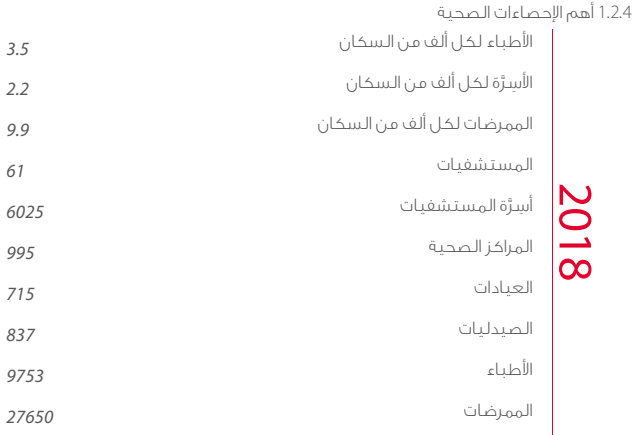 1.2.4 أهم الإحصاءات الصحية
2018
الأطباء لكل ألف من السكان 3.5
الأسِرَّة لكل ألف من السكان 2.2
الممرضات لكل ألف من السكان 9.9
المستشفيات 61
أسِرَّة المستشفيات 6025
المراكز الصحية 995
العيادات 715
الصيدليات 837
الأطباء 9753
الممرضات 27650